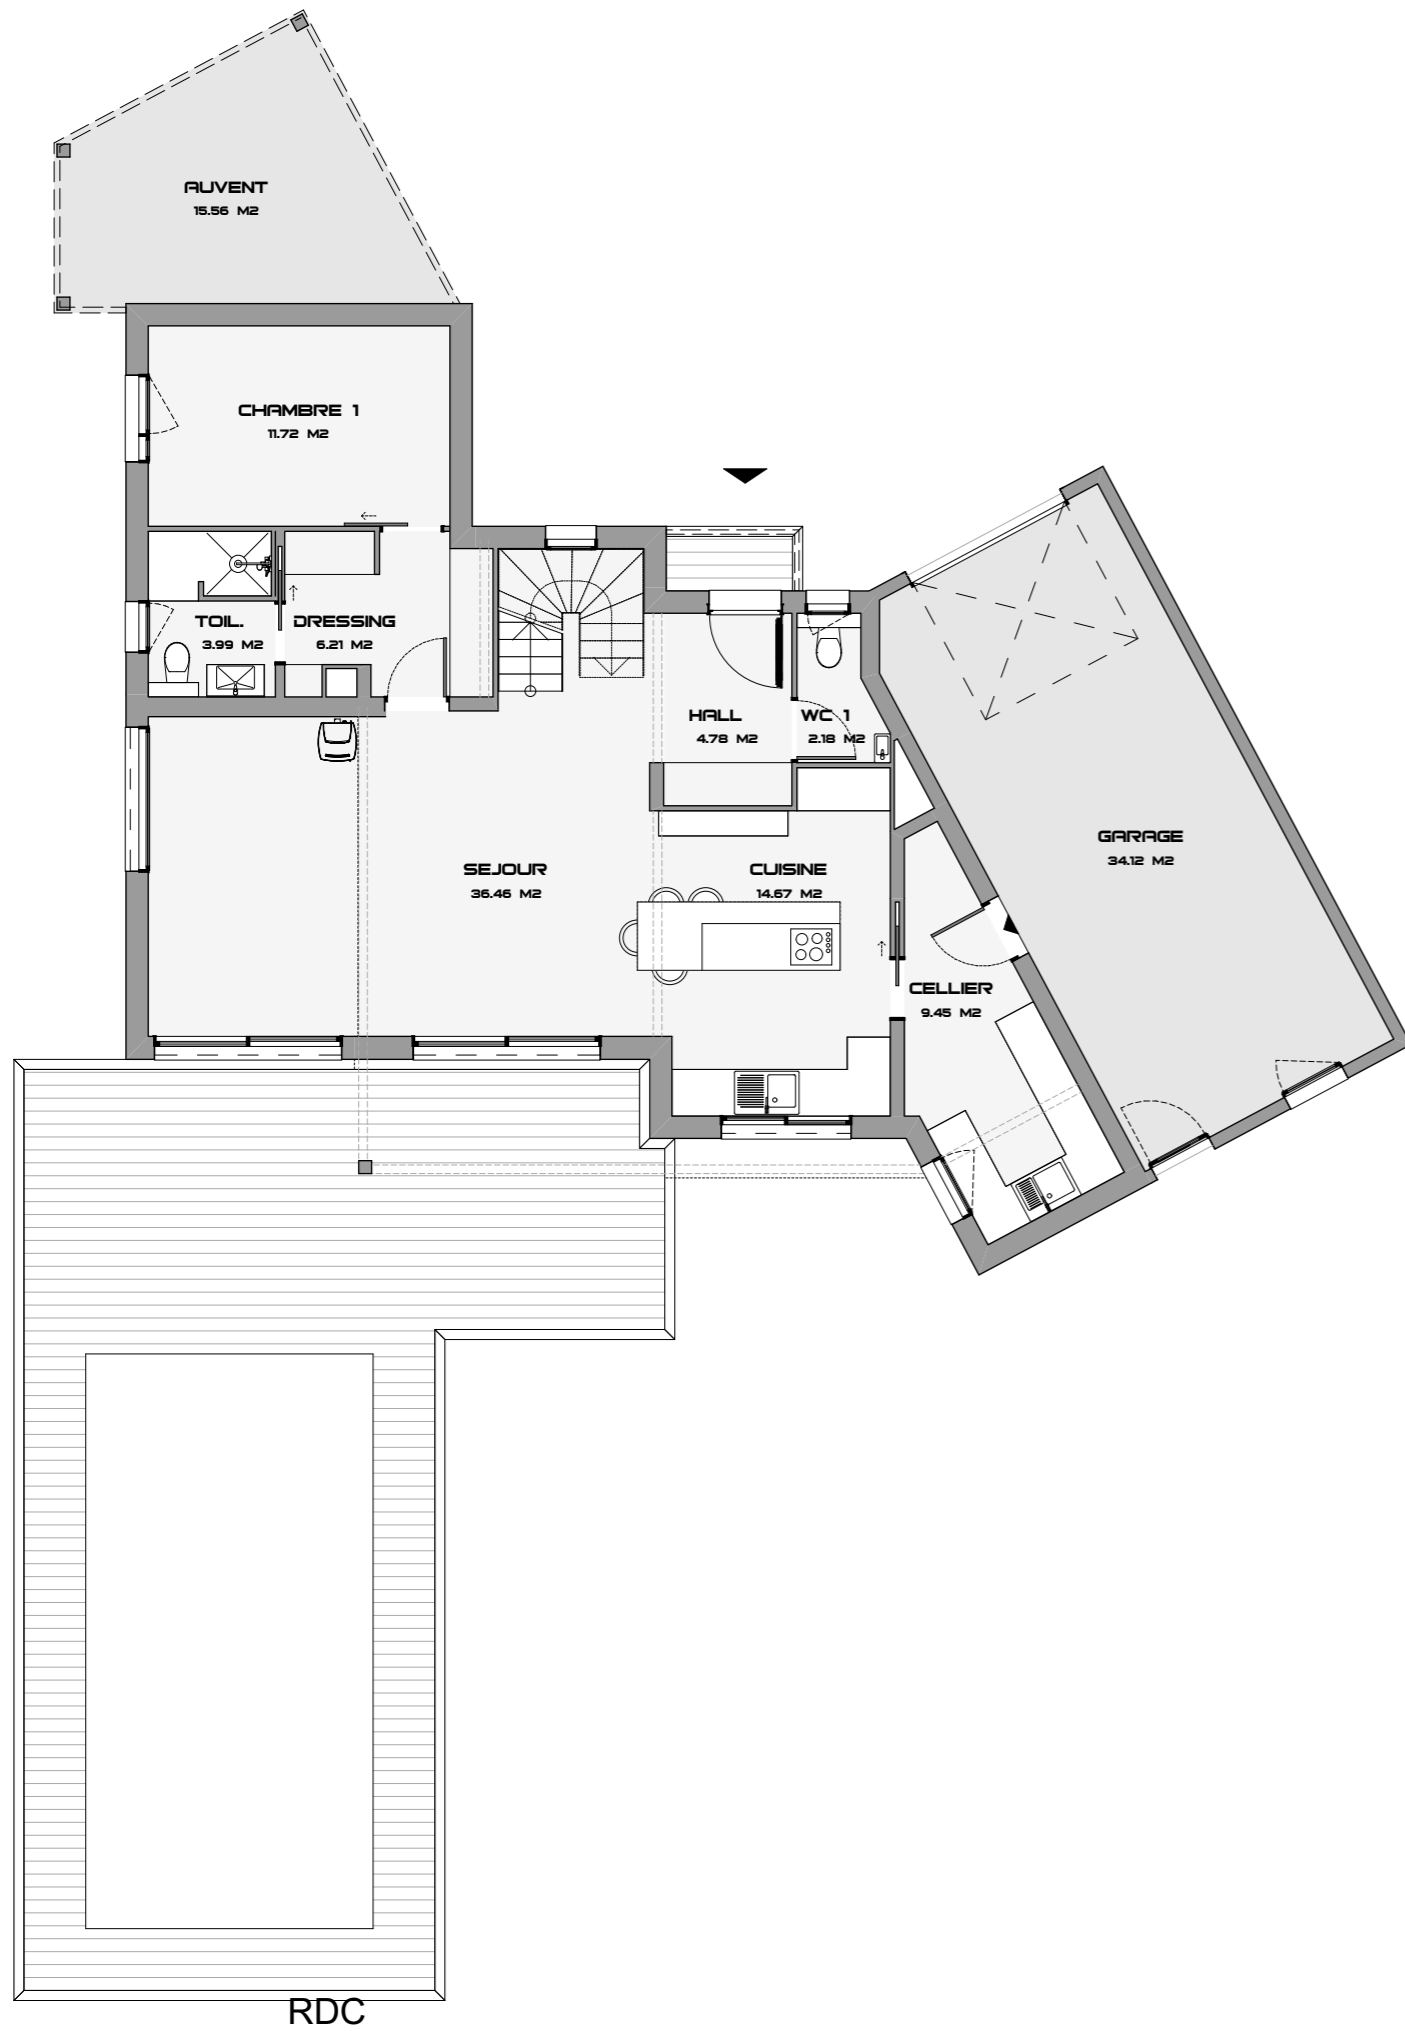 AUVENT
15.56 M2
CHAMBRE 1
11.72 M2
TOIL.
3.99 M2
DRESSING
6.21 M2
HALL
4.78 M2
WC 1
2.18 M2
SEJOUR
36.46 M2
CUISINE
14.67 M2
GARAGE
34.12 M2
CELLIER
9.45 M2
RDC